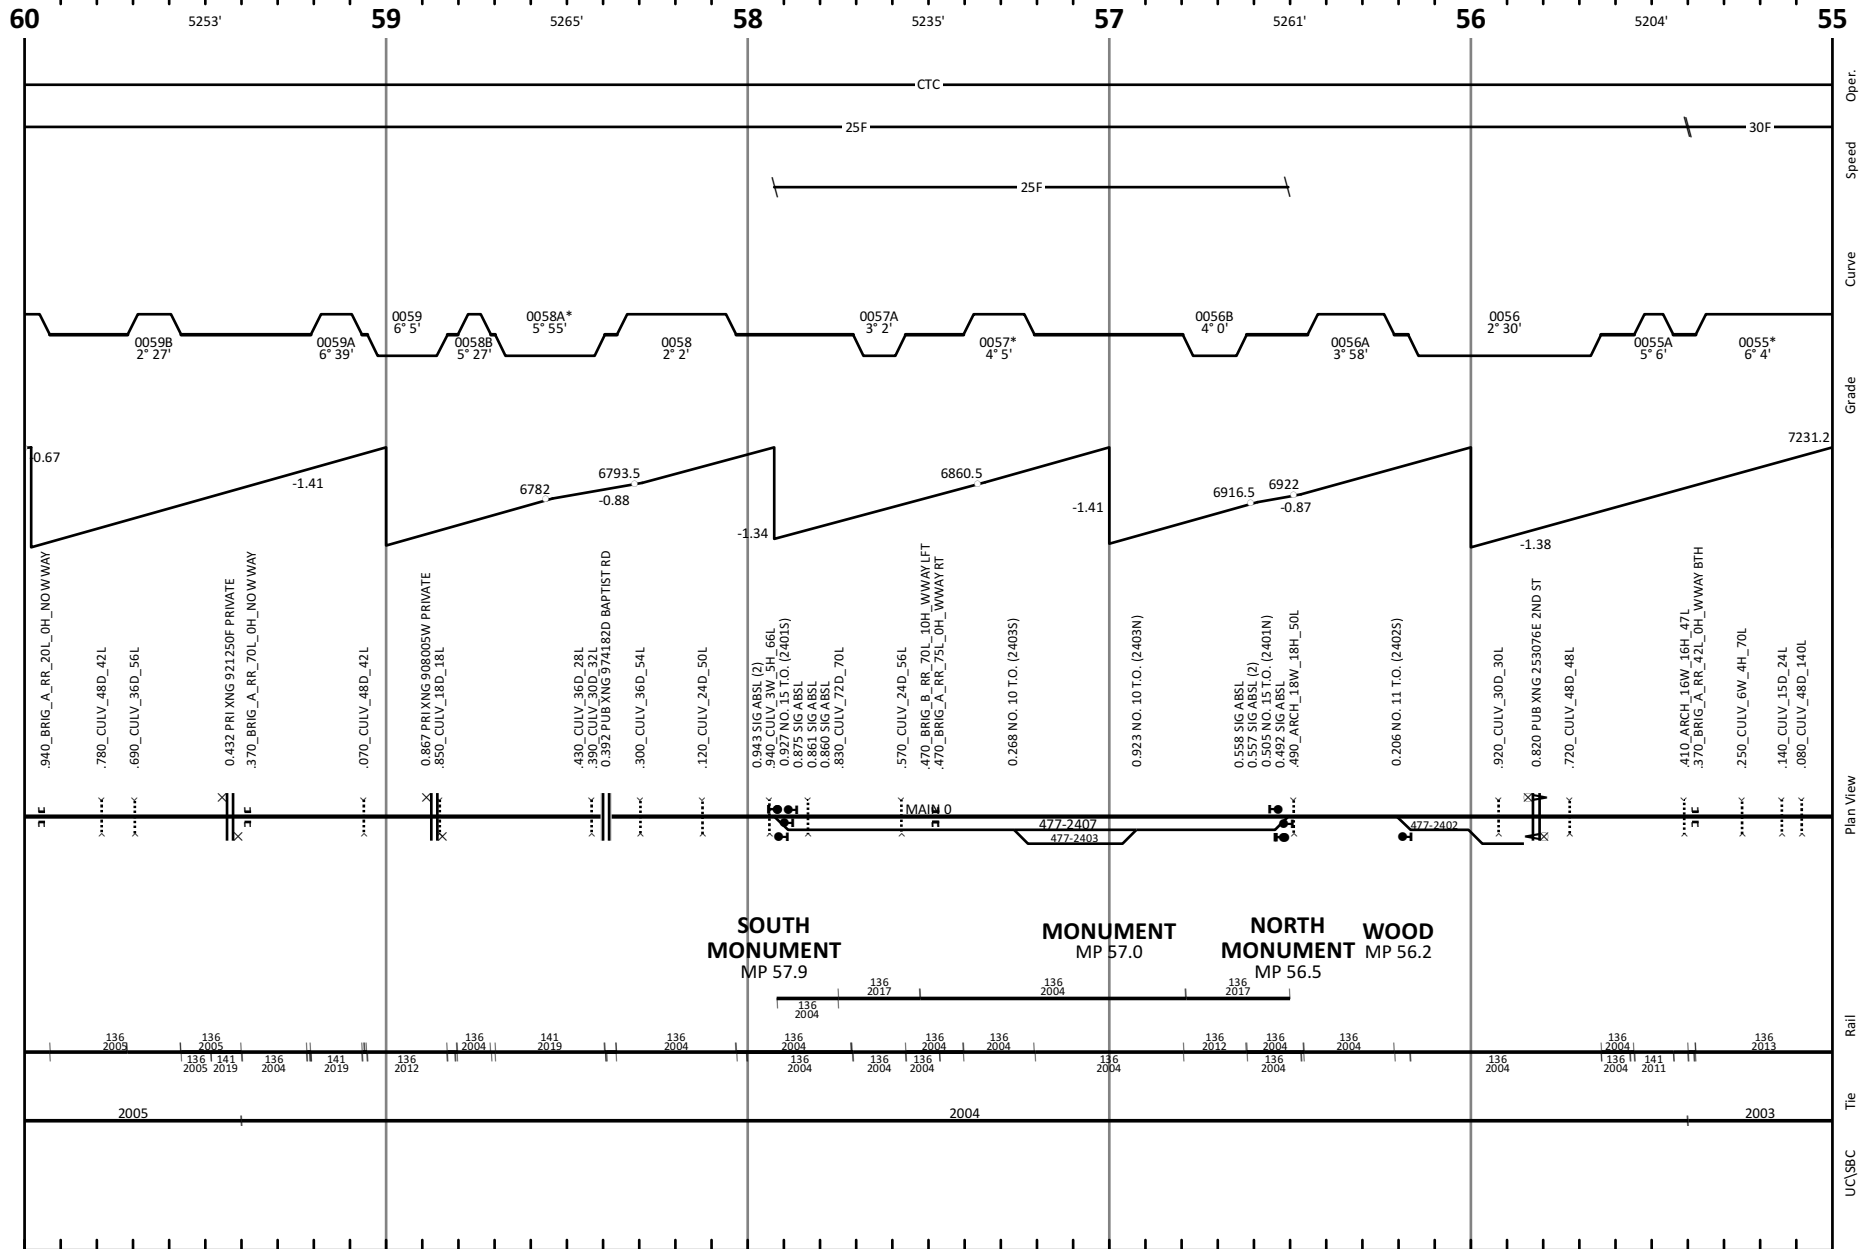 60 59 58 57 56 55
5253' 5265' 5235' 5261' 5204'
Oper.
CTC
25F 30F
Speed
25F
Curve
0059 6° 5'
0058A* 5° 55'
0057A 3° 2'
0056B 4° 0'
0056 2° 30'
0059B 2° 27'
0059A 6° 39'
0058B 5° 27'
0058 2° 2'
0057* 4° 5'
0056A 3° 58'
0055A 5° 6'
0055* 6° 4'
Grade
7231.2
-0.67
-1.41
6782
6793.5
-0.88
-1.34
6860.5
-1.41
6916.5
6922
-0.87
-1.38
.940_BRIG_A_RR_20L_0H_NOWWAY
.780_CULV_48D_42L
.690_CULV_36D_56L
0.432 PRI XNG 921250F PRIVATE
.370_BRIG_A_RR_70L_0H_NOWWAY
.070_CULV_48D_42L
0.867 PRI XNG 908005W PRIVATE
.850_CULV_18D_18L
.430_CULV_36D_28L
.390_CULV_30D_32L
0.392 PUB XNG 974182D BAPTIST RD
.300_CULV_36D_54L
.120_CULV_24D_50L
0.943 SIG ABSL (2)
.940_CULV_3W_5H_66L
0.927 NO. 15 T.O. (2401S)
0.875 SIG ABSL
0.861 SIG ABSL
0.860 SIG ABSL
.830_CULV_72D_70L
.570_CULV_24D_56L
.470_BRIG_B_RR_70L_10H_WWAY LFT
.470_BRIG_A_RR_75L_0H_WWAY RT
0.268 NO. 10 T.O. (2403S)
0.923 NO. 10 T.O. (2403N)
0.558 SIG ABSL
0.557 SIG ABSL (2)
0.505 NO. 15 T.O. (2401N)
0.492 SIG ABSL
.490_ARCH_18W_18H_50L
0.206 NO. 11 T.O. (2402S)
.920_CULV_30D_30L
0.820 PUB XNG 253076E 2ND ST
.720_CULV_48D_48L
.410_ARCH_16W_16H_47L
.370_BRIG_A_RR_42L_0H_WWAY BTH
.250_CULV_6W_4H_70L
.140_CULV_15D_24L
.080_CULV_48D_140L
Plan View
MAIN 0
477-2407
477-2403
477-2402
SOUTH
MONUMENT
MP 57.9
MONUMENT
MP 57.0
NORTH
MONUMENT
MP 56.5
WOOD
MP 56.2
136 136 136
2017 2004 2017
136
2004
Rail
136 136 136 141 136 136 136 136 136 136 136 136 136
2005 2005 2004 2019 2004 2004 2004 2004 2012 2004 2004 2004 2013
136 141 136 141 136 136 136 136 136 136 136 136 141
2005 2019 2004 2019 2012 2004 2004 2004 2004 2004 2004 2004 2011
Tie
2005 2004 2003
UC\SBC